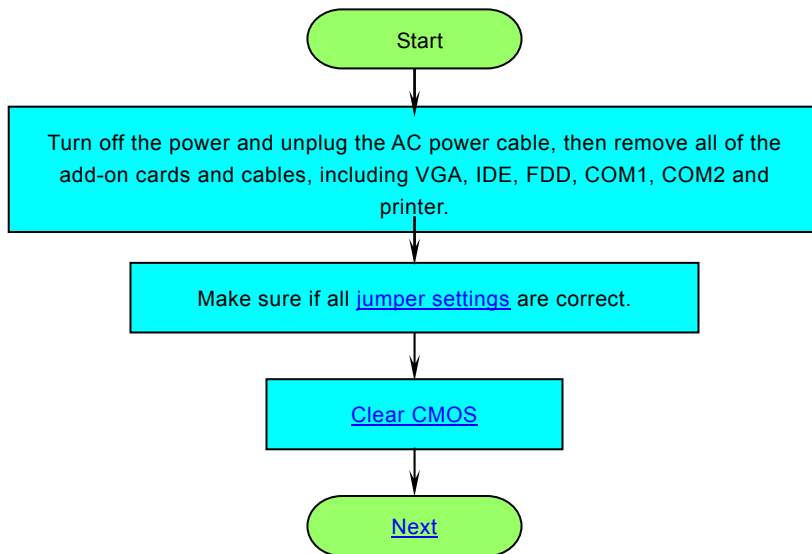 Start
Turn off the power and unplug the AC power cable, then remove all of the
add-on cards and cables, including VGA, IDE, FDD, COM1, COM2 and
printer.
Make sure if all jumper settings are correct.
Clear CMOS
Next